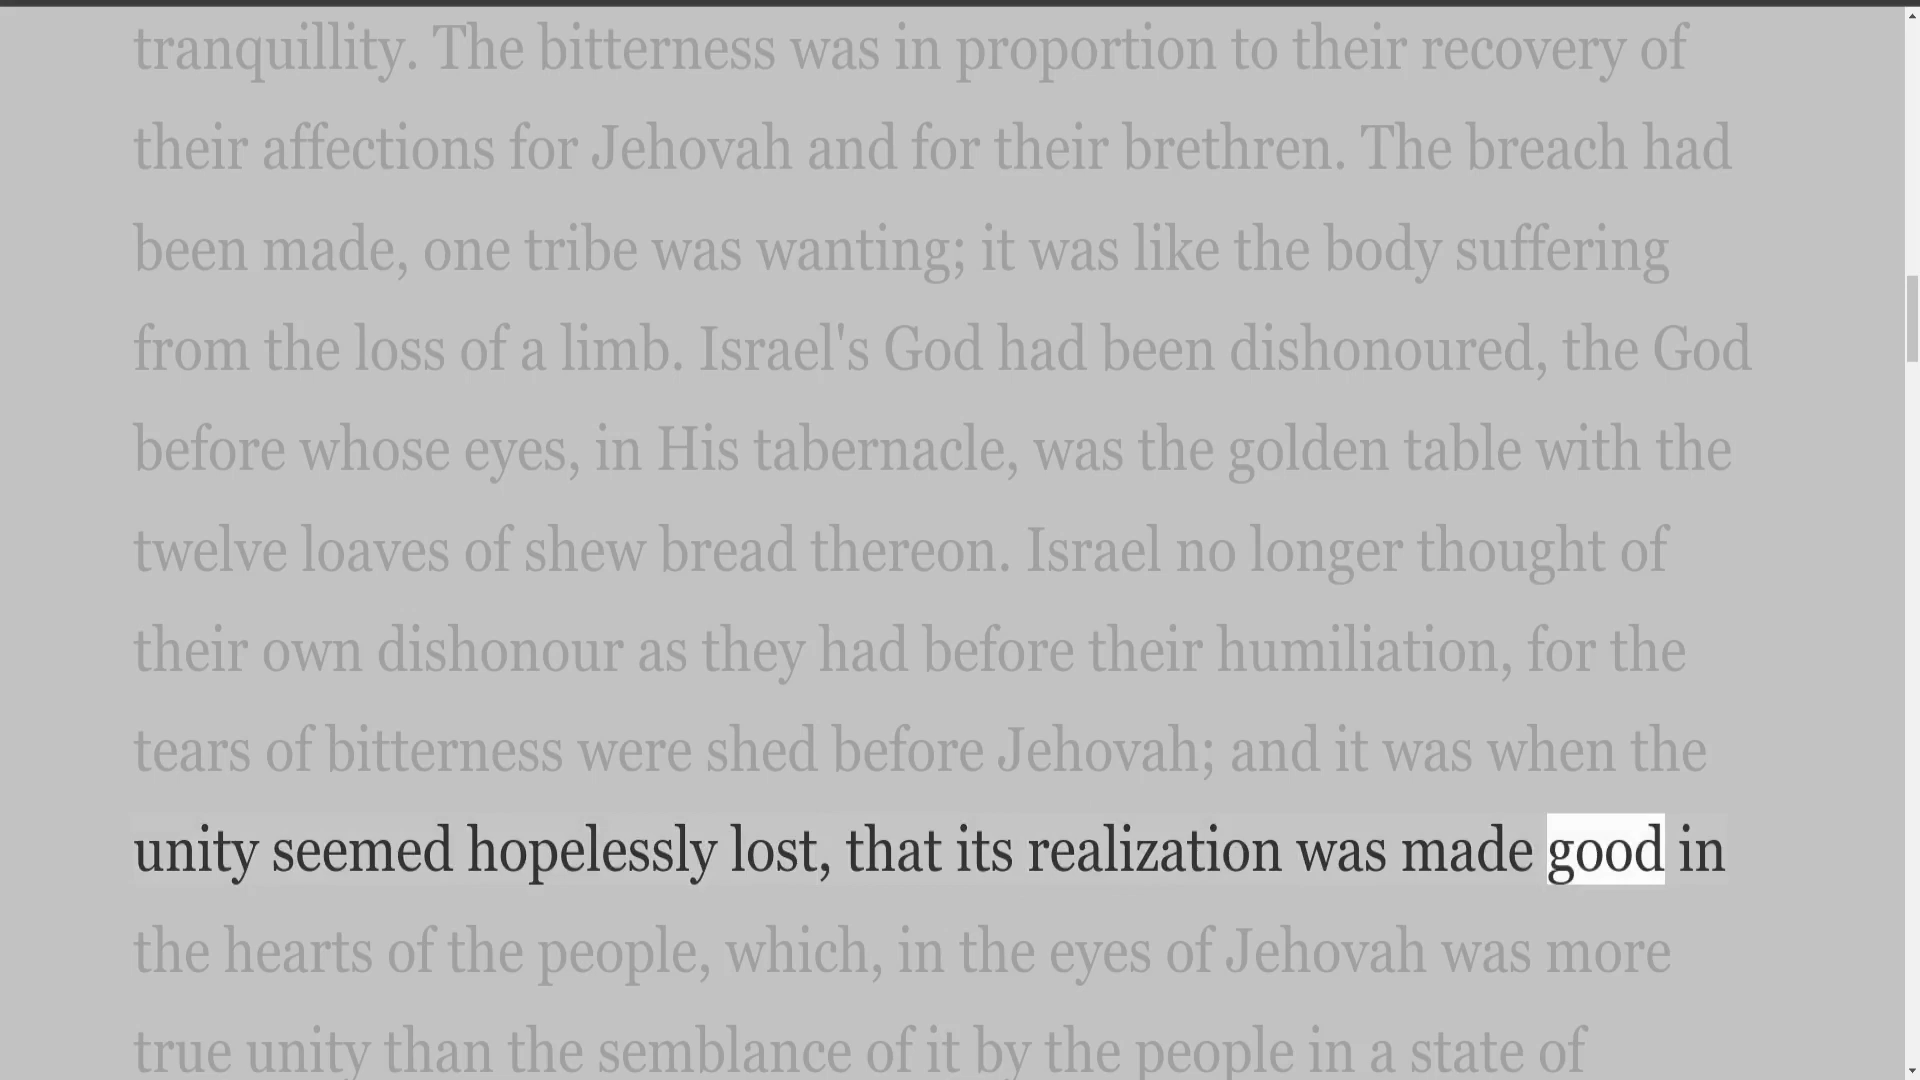 tranquillity. The bitterness was in proportion to their recovery of
their affections for Jehovah and for their brethren. The breach had
been made, one tribe was wanting; it was like the body suffering
from the loss of a limb. Israel's God had been dishonoured, the God
before whose eyes, in His tabernacle, was the golden table with the
twelve loaves of shew bread thereon. Israel no longer thought of
their own dishonour as they had before their humiliation, for the
tears of bitterness were shed before Jehovah; and it was when the
unity seemed hopelessly lost, that its realization was made good in
the hearts of the people, which, in the eyes of Jehovah was more
true unity than the semblance of it by the people in a state of